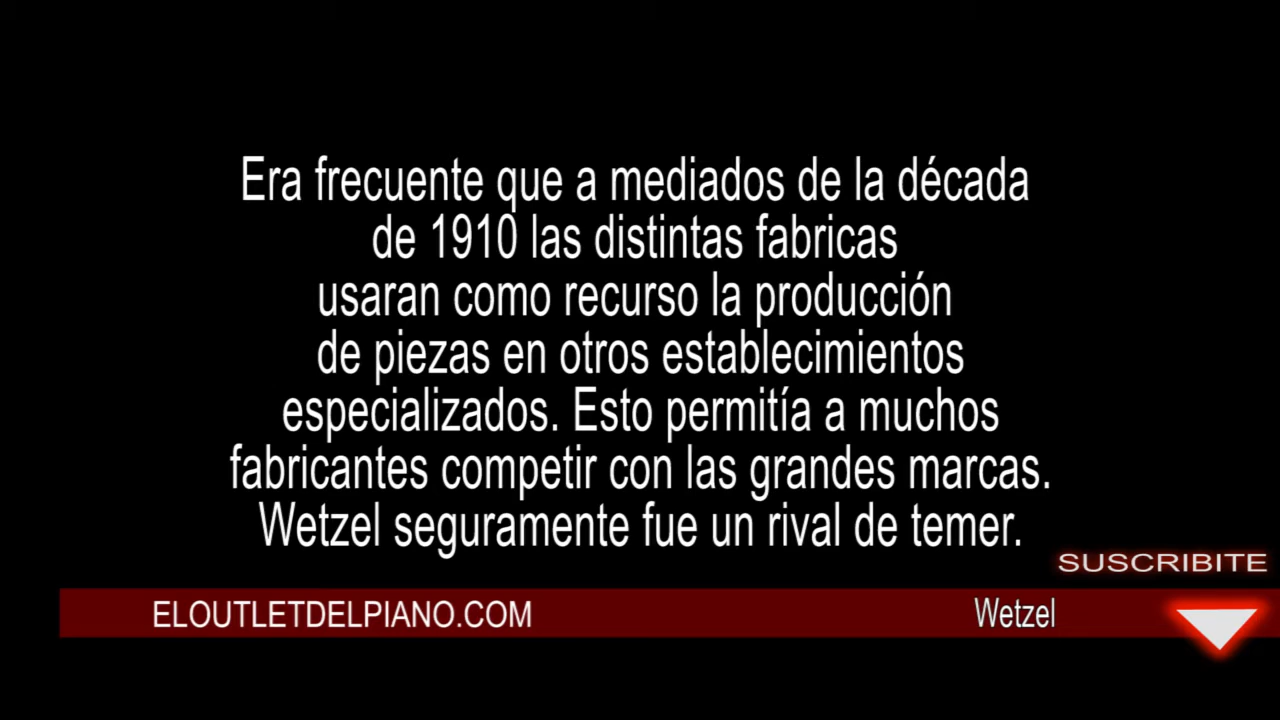 Era frecuente que a mediados de la década
de 1910 las distintas fabricas
usaran como recurso la producción
de piezas en otros establecimientos
especializados. Esto permitía a muchos
fabricantes competir con las grandes marcas.
Wetzel seguramente fue un rival de temer.
SUSCRIBITE
ELOUTLETDELPIANO.COM Wetzel